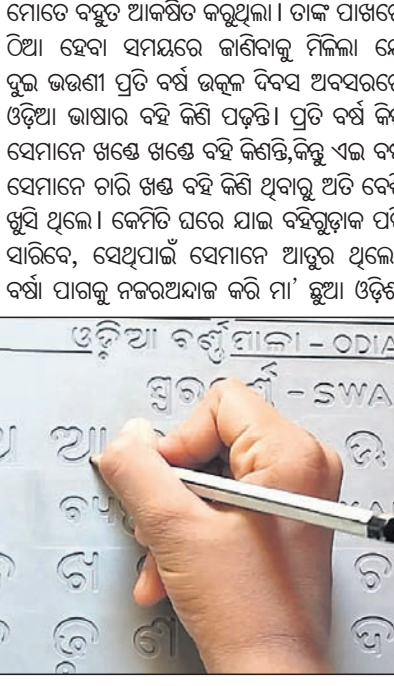 ମୋତେ ବହୁତ ଆକର୍ଷିତ କରୁଥିଲା। ତାଙ୍କ ପାଖରେ
ଠିଆ ହେବା ସମୟରେ ଜାଣିବାକୁ ମିଳିଲା
ଦୁଇ ଭଉଣୀ ପ୍ରତି ବର୍ଷ ଉତ୍କଳ ଦିବସ ଅବସରରେ
ଓଡ଼ିଆ ଭାଷାର ବହି କିଣି ପଢ଼ନ୍ତି। ପ୍ରତି ବର୍ଷ
ସେମାନେ ଖଣ୍ଡେ ଖଣ୍ଡେ ବହି କିଣନ୍ତି,କିନ୍ତୁ ଏଇ
ସେମାନେ ଚାରି ଖଣ୍ଡ ବହି କିଣି ଥିବାରୁ ଅତି
ଖୁସି ଥିଲେ। କେମିତି ଘରେ ଯାଇ ବହିଗୁଡ଼ାକ
ସାରିବେ, ସେଥିପାଇଁ ସେମାନେ ଆତୁର ଥିଲେ
ବର୍ଷା ପାଗକୁ ନଜରଅନ୍ଦାଜ କରି ମା' ଛୁଆ
ଓଡ଼ିଆ ବର୍ଣ୍ଣମାଳା – ODIA
ସ୍ଵରବର୍ଣ୍ଣ – SWA
ଆ
ଖ ଚ
ଢ ଣ ଦ